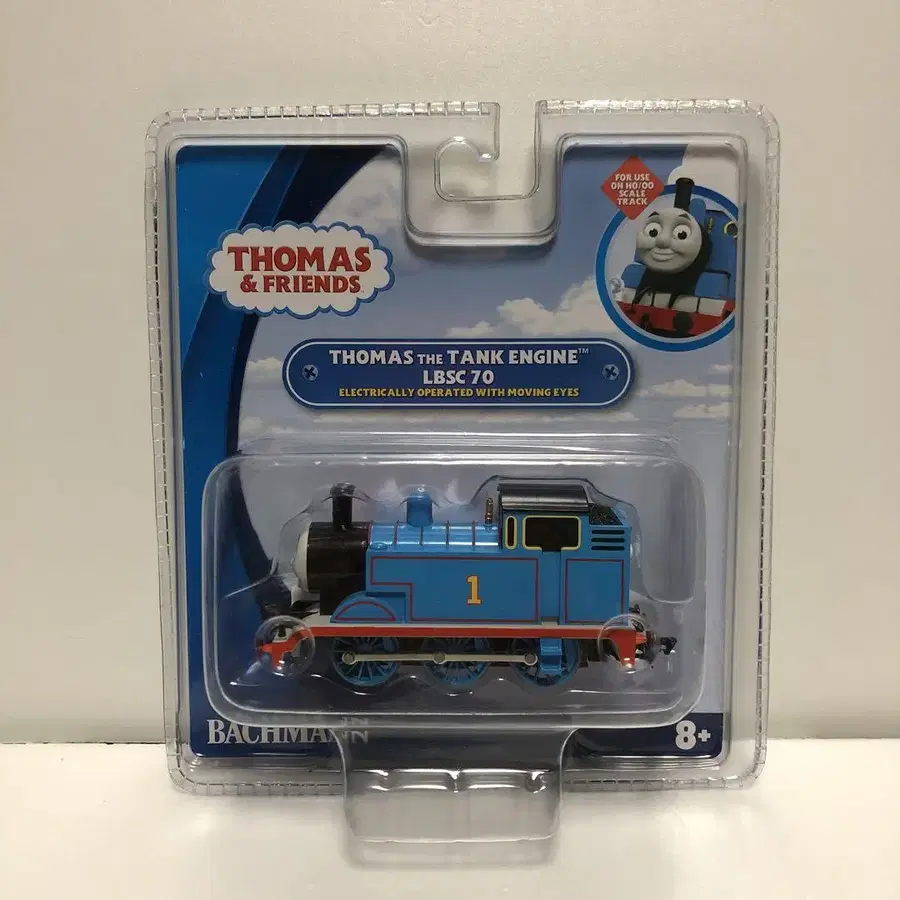 FOR USE
ON HO/OO
SCALE
TRACK
THOMAS
& FRIENDS
THOMAS THE TANK ENGINE™
LBSC 70
ELECTRICALLY OPERATED WITH MOVING EYES
1
BACHMANN
8+